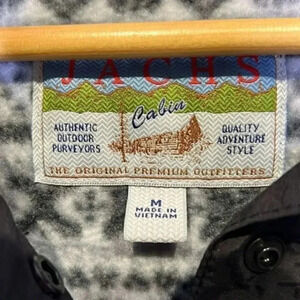 JACHS
Cabin
AUTHENTIC
OUTDOOR
PURVEYORS
QUALITY
ADVENTURE
STYLE
THE ORIGINAL PREMIUM OUTFITTERS
M
MADE IN
VIETNAM